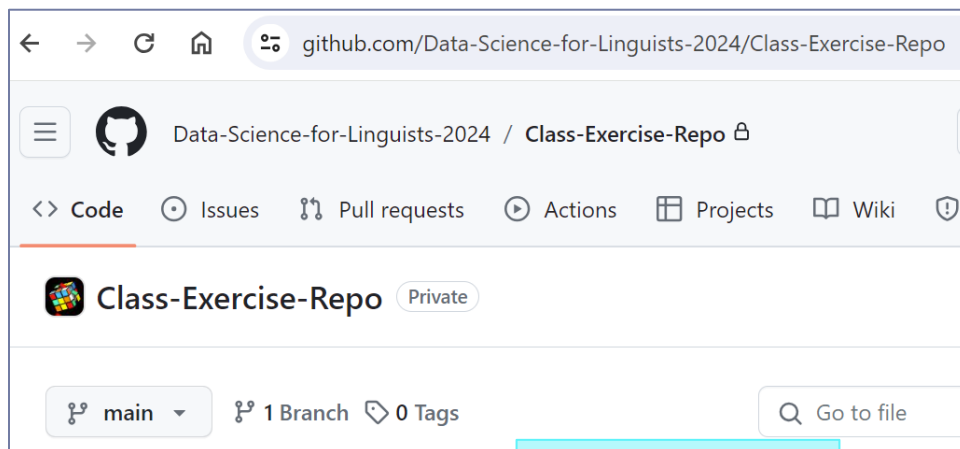 github.com/Data-Science-for-Linguists-2024/Class-Exercise-Repo
Data-Science-for-Linguists-2024 / Class-Exercise-Repo
Code Issues Pull requests Actions Projects Wiki
Class-Exercise-Repo Private
main 1 Branch 0 Tags Go to file